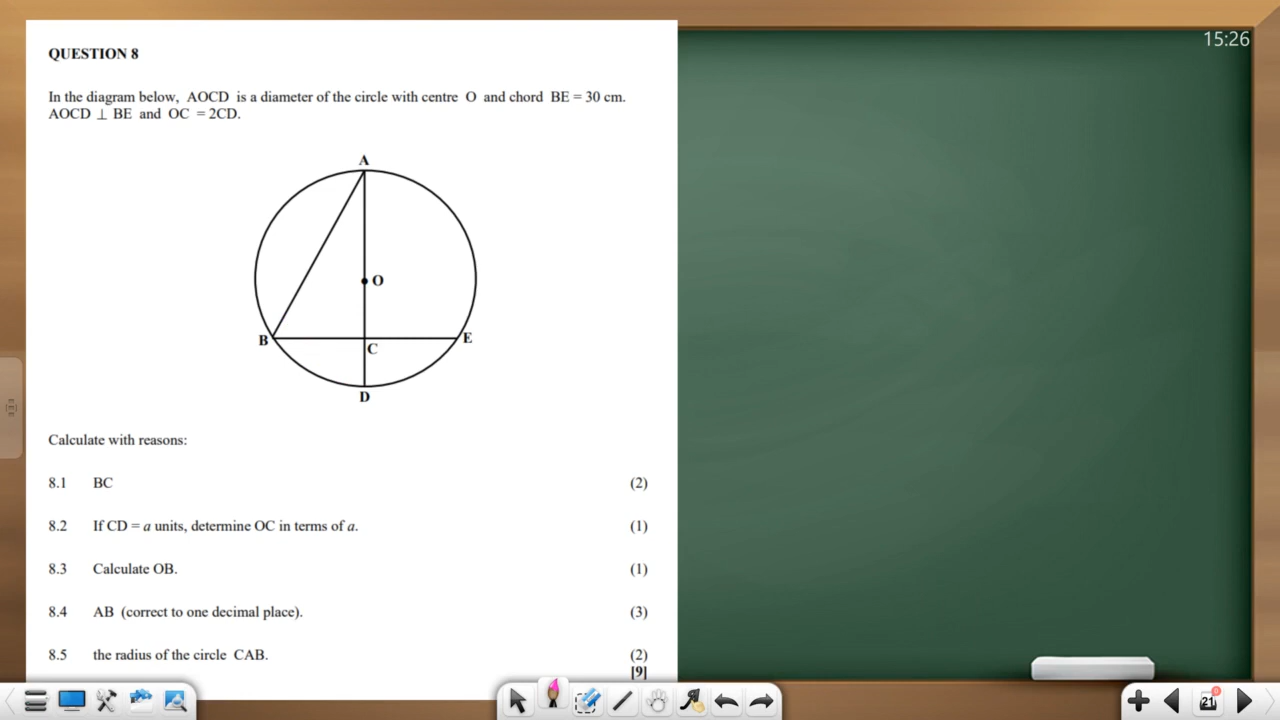 15:26
QUESTION 8
In the diagram below, AOCD is a diameter of the circle with centre O and chord BE = 30 cm.
AOCD ⊥ BE and OC = 2CD.
A
O
B
E
C
D
Calculate with reasons:
8.1 BC (2)
8.2 If CD = a units, determine OC in terms of a. (1)
8.3 Calculate OB. (1)
8.4 AB (correct to one decimal place). (3)
8.5 the radius of the circle CAB. (2)
[9]
21